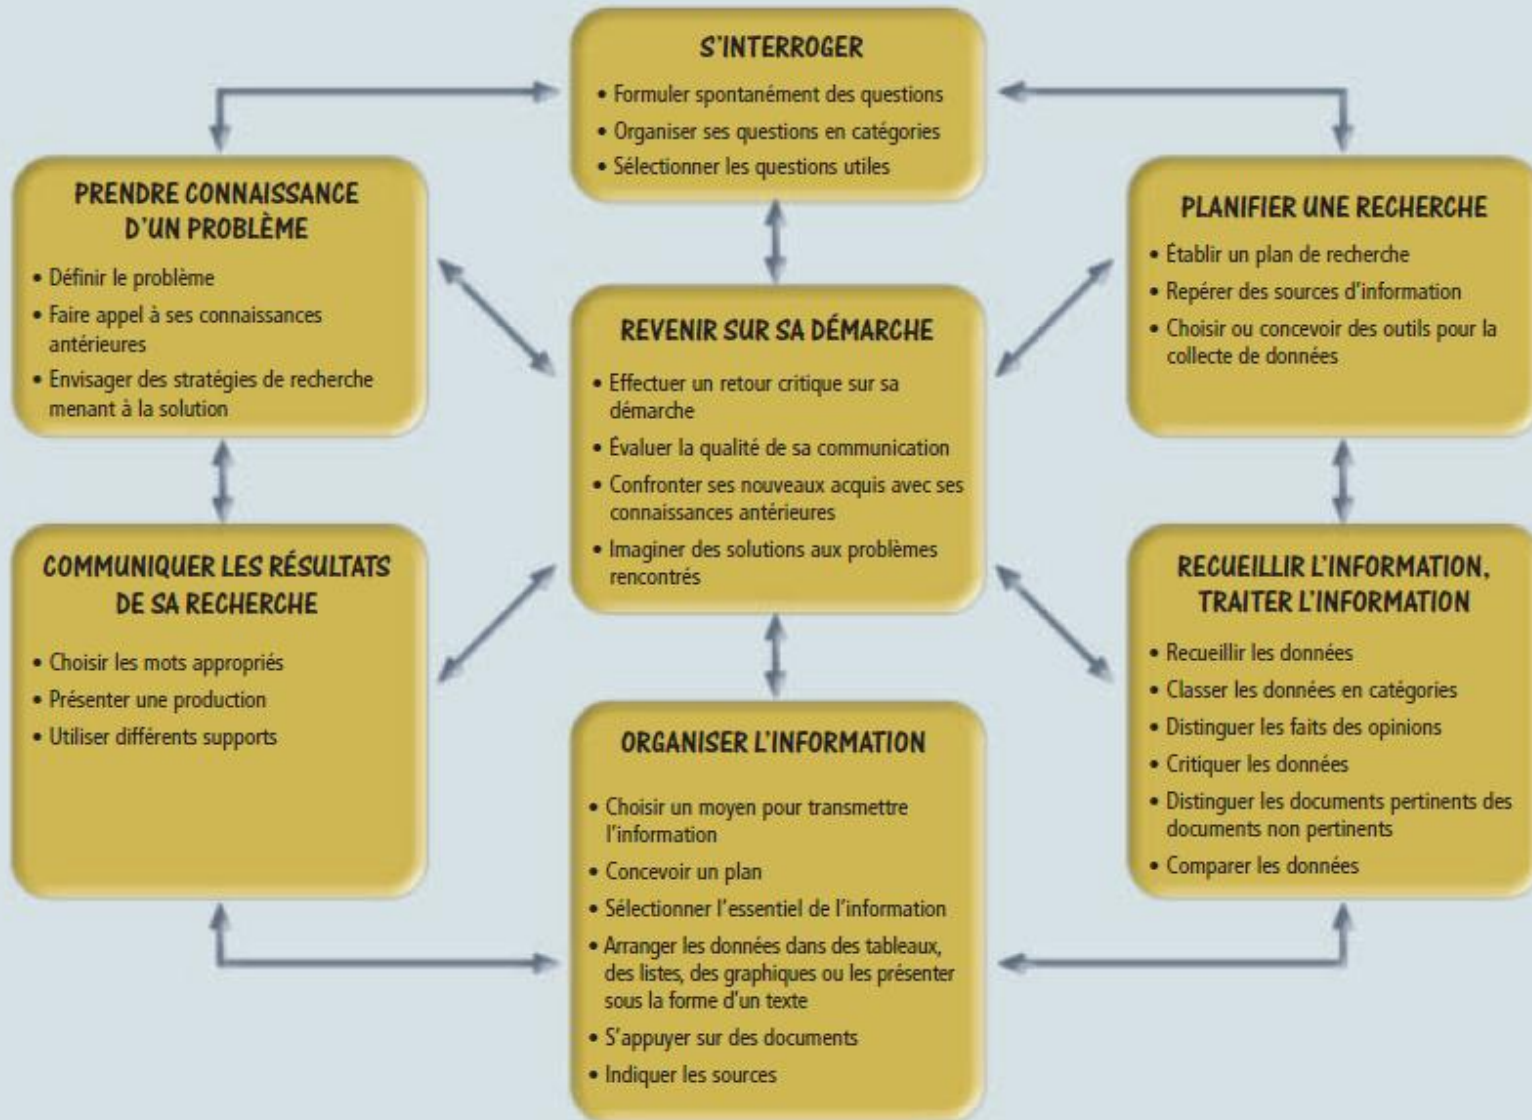 S'INTERROGER
• Formuler spontanément des questions
• Organiser ses questions en catégories
• Sélectionner les questions utiles
PRENDRE CONNAISSANCE
D'UN PROBLÈME
• Définir le problème
• Faire appel à ses connaissances
antérieures
• Envisager des stratégies de recherche
menant à la solution
PLANIFIER UNE RECHERCHE
• Établir un plan de recherche
• Repérer des sources d'information
• Choisir ou concevoir des outils pour la
collecte de données
REVENIR SUR SA DÉMARCHE
• Effectuer un retour critique sur sa
démarche
• Évaluer la qualité de sa communication
• Confronter ses nouveaux acquis avec ses
connaissances antérieures
• Imaginer des solutions aux problèmes
rencontrés
COMMUNIQUER LES RÉSULTATS
DE SA RECHERCHE
• Choisir les mots appropriés
• Présenter une production
• Utiliser différents supports
RECUEILLIR L'INFORMATION,
TRAITER L'INFORMATION
• Recueillir les données
• Classer les données en catégories
• Distinguer les faits des opinions
• Critiquer les données
• Distinguer les documents pertinents des
documents non pertinents
• Comparer les données
ORGANISER L'INFORMATION
• Choisir un moyen pour transmettre
l'information
• Concevoir un plan
• Sélectionner l'essentiel de l'information
• Arranger les données dans des tableaux,
des listes, des graphiques ou les présenter
sous la forme d'un texte
• S'appuyer sur des documents
• Indiquer les sources